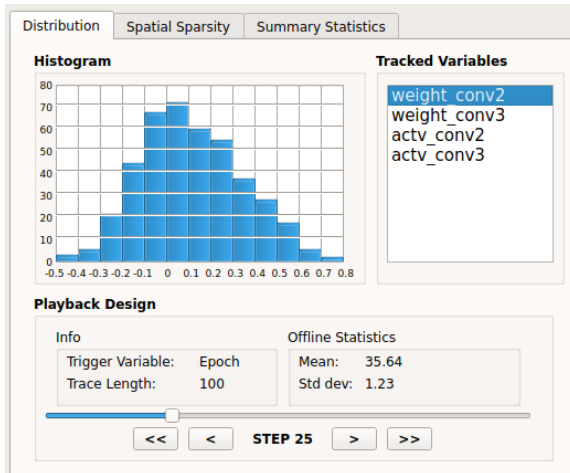 Distribution Spatial Sparsity Summary Statistics
Histogram
80
70
60
50
40
30
20
10
0
-0.5 -0.4 -0.3 -0.2 -0.1 0 0.1 0.2 0.3 0.4 0.5 0.6 0.7 0.8
Tracked Variables
weight_conv2
weight_conv3
actv_conv2
actv_conv3
Playback Design
Info
Trigger Variable: Epoch
Trace Length: 100
Offline Statistics
Mean: 35.64
Std dev: 1.23
<< < STEP 25 > >>